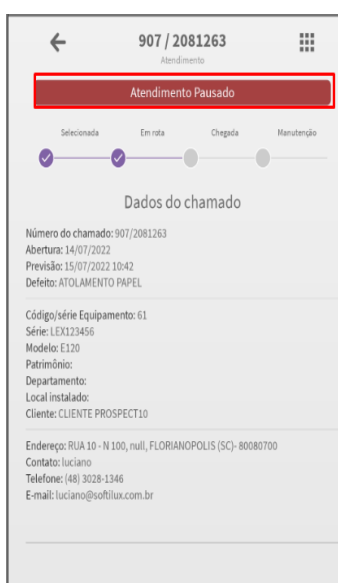 907 / 2081263
Atendimento
Atendimento Pausado
Selecionada Em rota Chegada Manutenção
Dados do chamado
Número do chamado: 907/2081263
Abertura: 14/07/2022
Previsão: 15/07/2022 10:42
Defeito: ATOLAMENTO PAPEL
Código/série Equipamento: 61
Série: LEX123456
Modelo: E120
Patrimônio:
Departamento:
Local instalado:
Cliente: CLIENTE PROSPECT10
Endereço: RUA 10 - N 100, null, FLORIANOPOLIS (SC)- 80080700
Contato: luciano
Telefone: (48) 3028-1346
E-mail: luciano@softilux.com.br